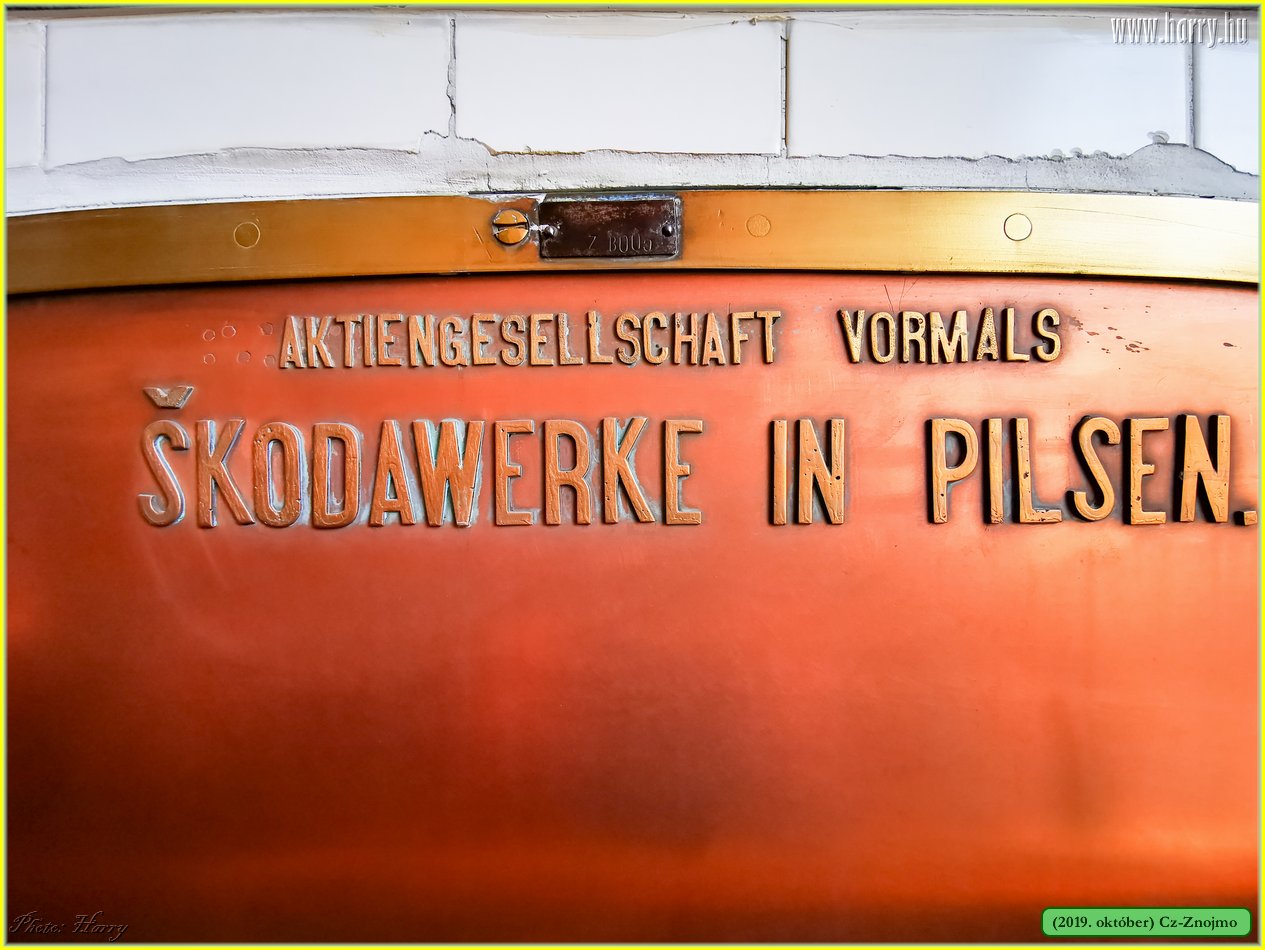 www.harry.hu
AKTIENGESELLSCHAFT VORMALS
ŠKODAWERKE IN PILSEN.
Photo: Harry
(2019. október) Cz-Znojmo